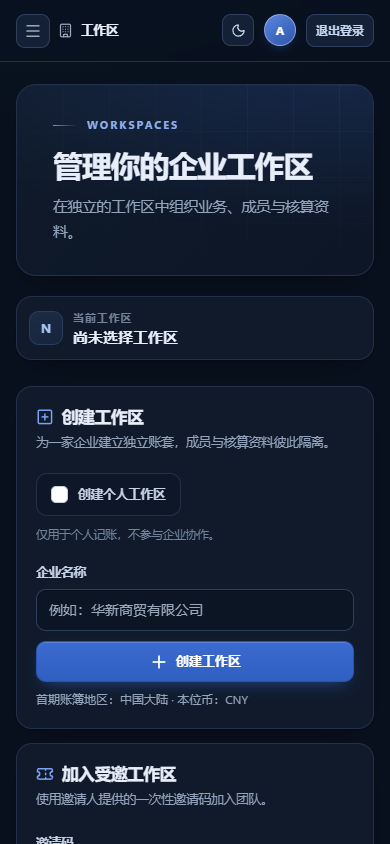 工作区
A
退出登录
WORKSPACES
管理你的企业工作区
在独立的工作区中组织业务、成员与核算资
料。
N
当前工作区
尚未选择工作区
创建工作区
为一家企业建立独立账套，成员与核算资料彼此隔离。
创建个人工作区
仅用于个人记账，不参与企业协作。
企业名称
例如：华新商贸有限公司
创建工作区
首期账簿地区：中国大陆 · 本位币：CNY
加入受邀工作区
使用邀请人提供的一次性邀请码加入团队。
邀请码